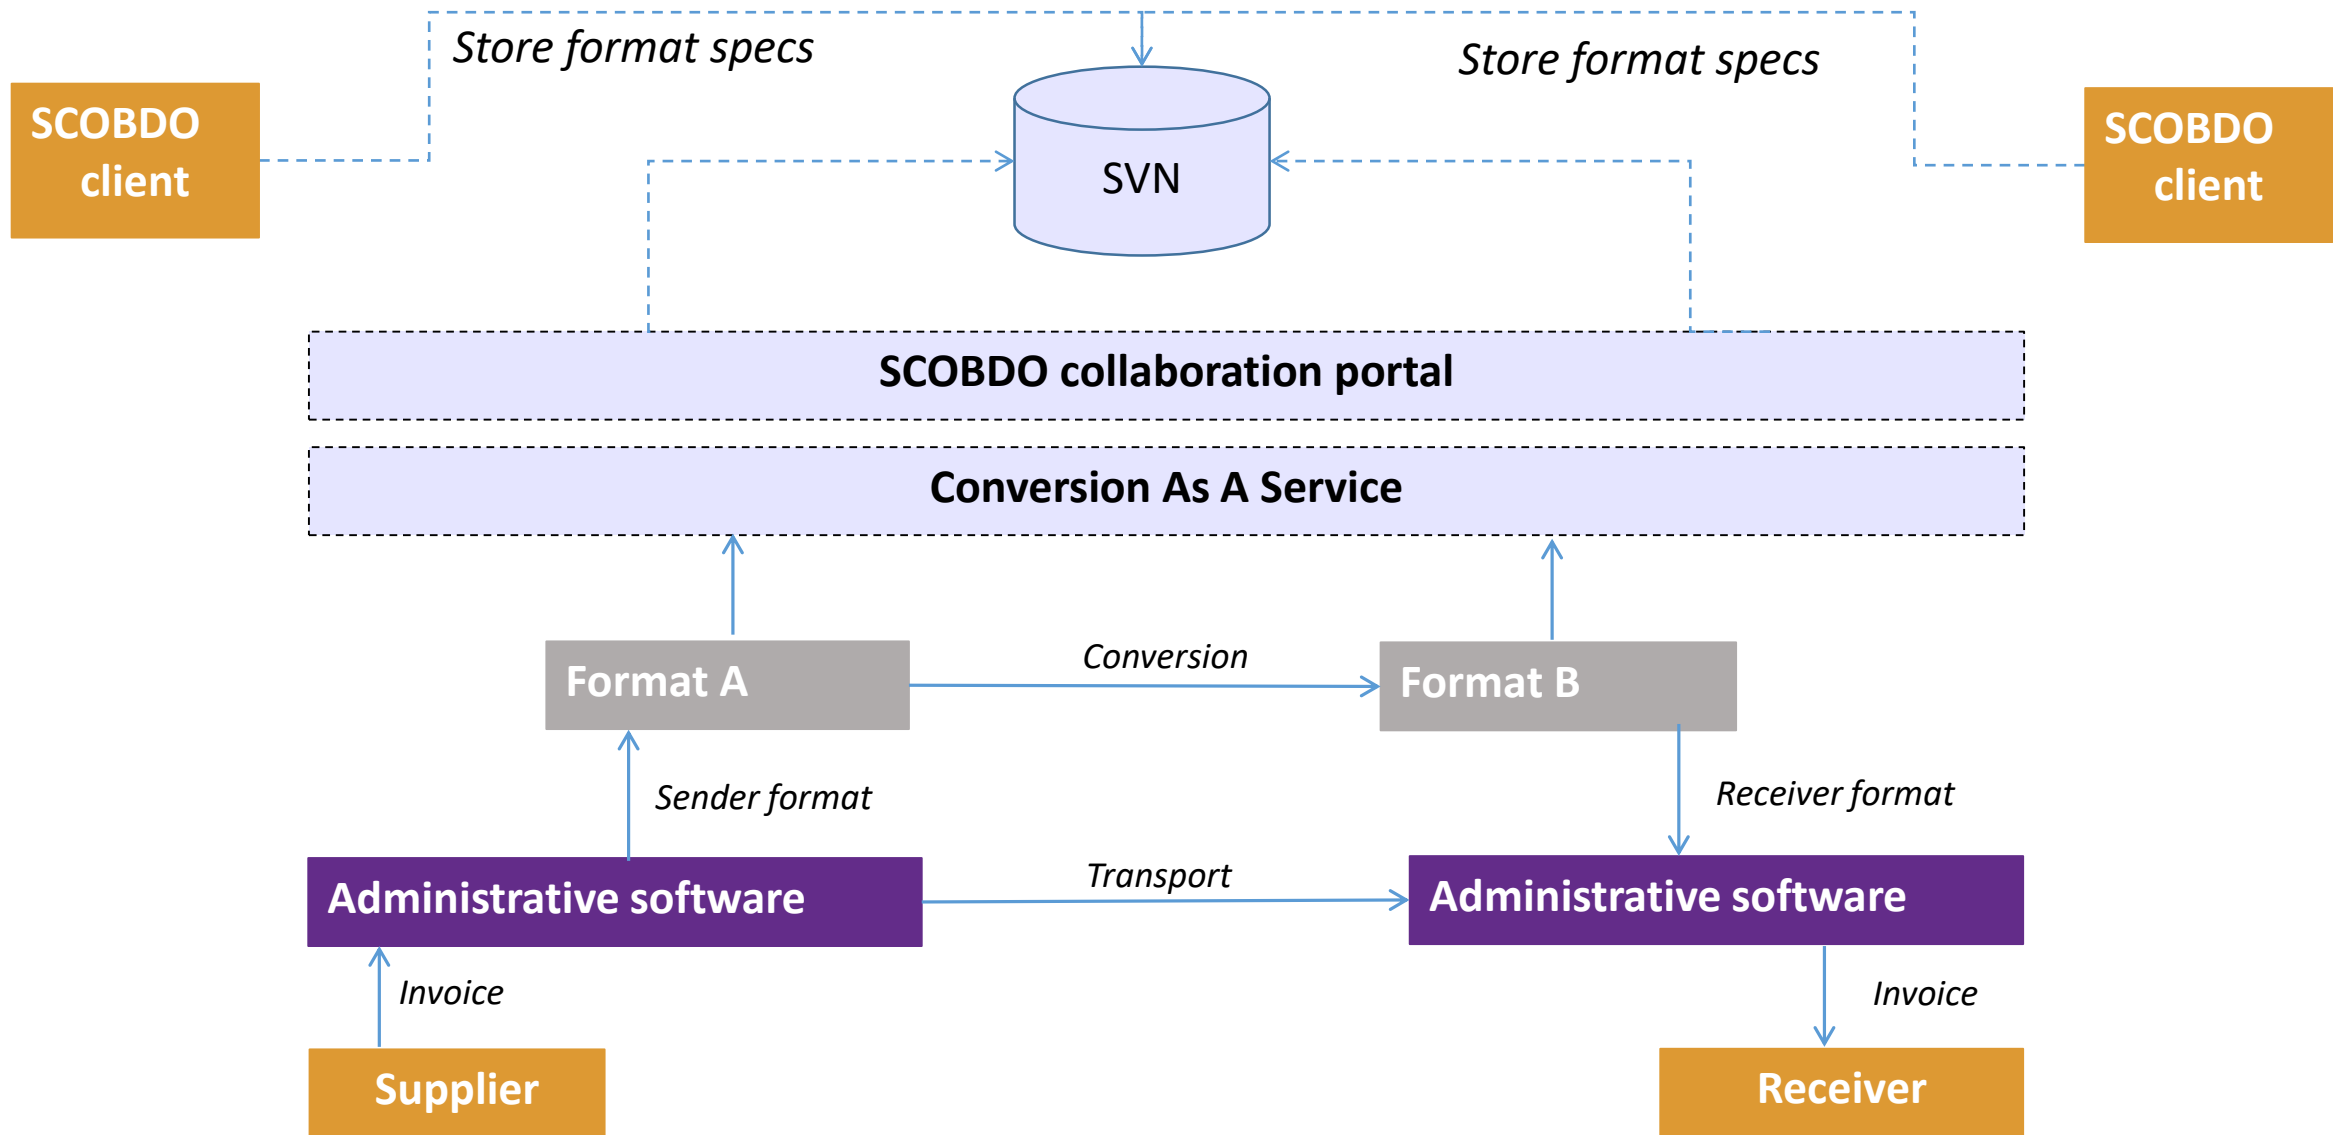 Store format specs
Store format specs
SCOBDO
client
SVN
SCOBDO
client
SCOBDO collaboration portal
Conversion As A Service
Format A
Conversion
Format B
Sender format
Receiver format
Administrative software
Transport
Administrative software
Invoice
Invoice
Supplier
Receiver